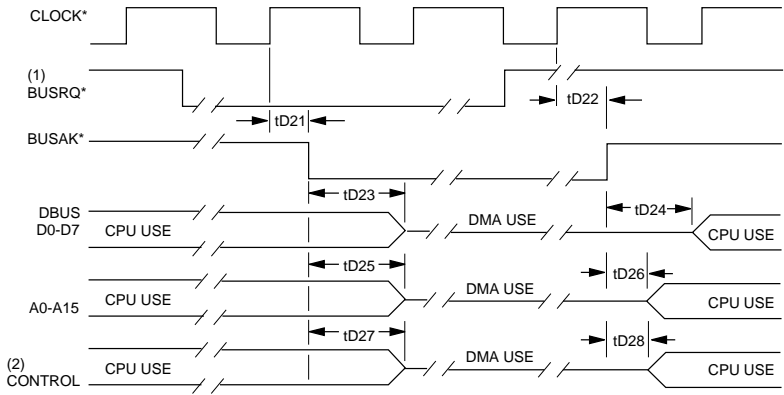 CLOCK*
(1)
BUSRQ*
tD22
tD21
BUSAK*
tD23
tD24
DBUS
D0-D7
CPU USE
DMA USE
CPU USE
tD25
tD26
A0-A15
CPU USE
DMA USE
CPU USE
tD27
tD28
(2)
CONTROL
CPU USE
DMA USE
CPU USE